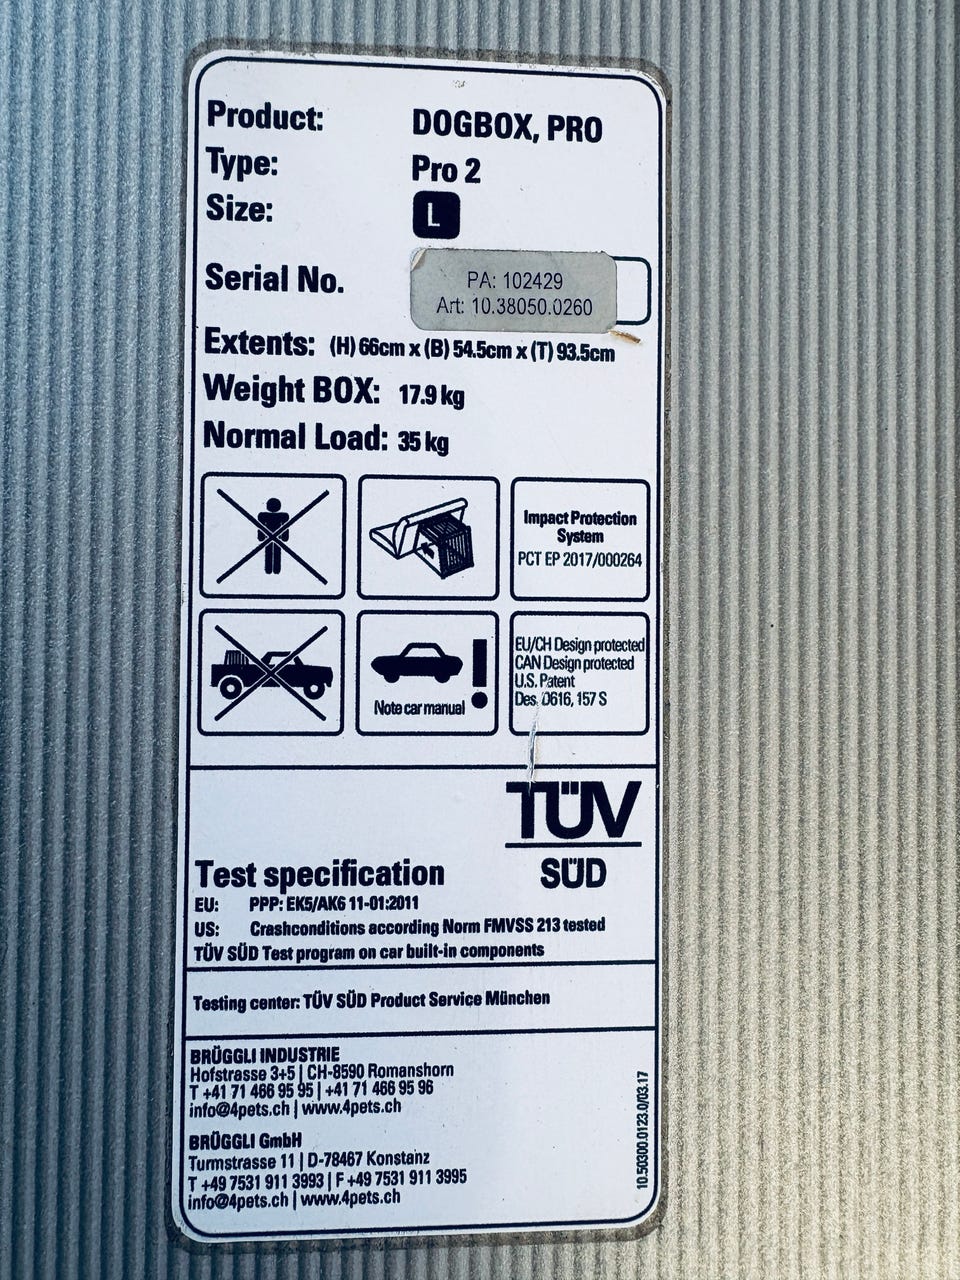 Product: DOGBOX, PRO
Type: Pro 2
Size: L
Serial No. PA: 102429
Art: 10.38050.0260
Extents: (H) 66cm x (B) 54.5cm x (T) 93.5cm
Weight BOX: 17.9 kg
Normal Load: 35 kg
Impact Protection
System
PCT EP 2017/000264
Note car manual !
EU/CH Design protected
CAN Design protected
U.S. Patent
Des. D616, 157 S
TÜV
SÜD
Test specification
EU: PPP: EK5/AK6 11-01:2011
US: Crashconditions according Norm FMVSS 213 tested
TÜV SÜD Test program on car built-in components
Testing center: TÜV SÜD Product Service München
BRÜGGLI INDUSTRIE
Hofstrasse 3+5 | CH-8590 Romanshorn
T +41 71 466 95 95 | +41 71 466 95 96
info@4pets.ch | www.4pets.ch
BRÜGGLI GmbH
Turmstrasse 11 | D-78467 Konstanz
T +49 7531 911 3993 | F +49 7531 911 3995
info@4pets.ch | www.4pets.ch
10.50300.0123.0/03.17